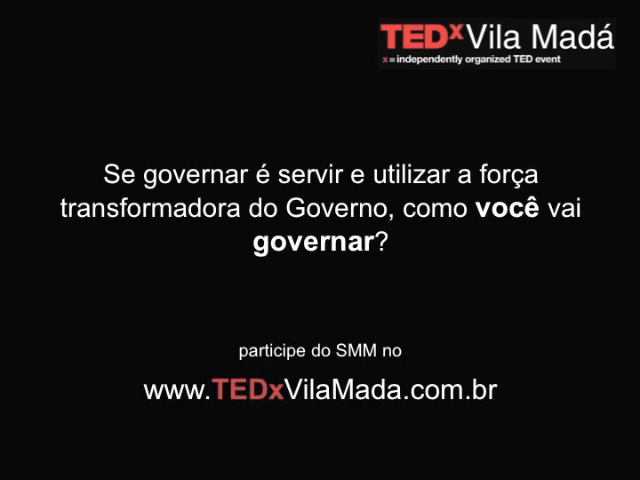 TEDxVila Madá
x = independently organized TED event
Se governar é servir e utilizar a força
transformadora do Governo, como você vai
governar?
participe do SMM no
www.TEDxVilaMada.com.br